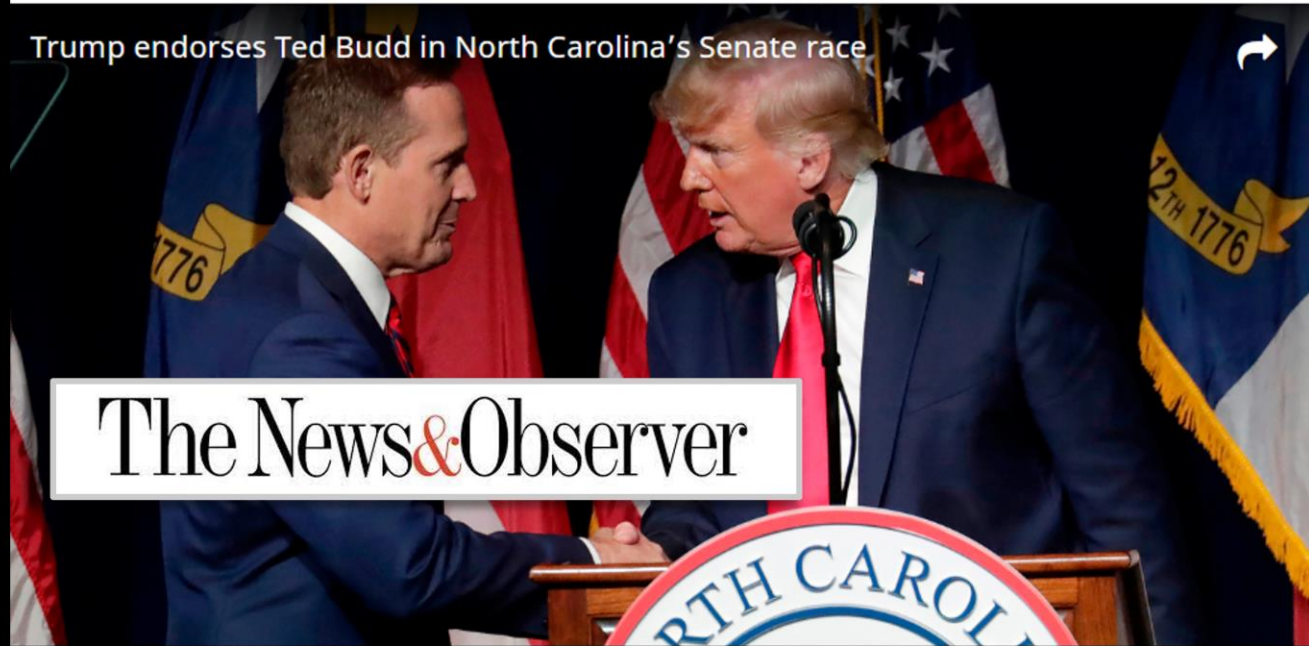 Trump endorses Ted Budd in North Carolina’s Senate race
1776
12TH 1776
The News&Observer
RTH CAROL